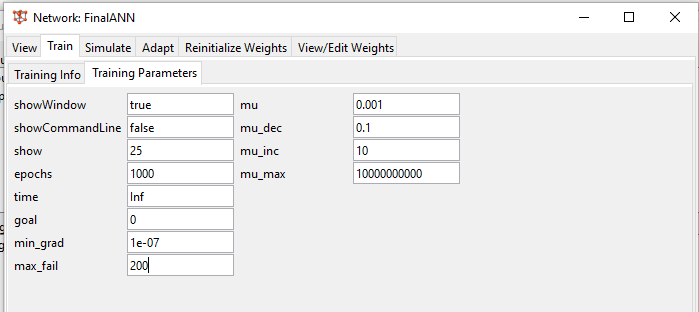 Network: FinalANN
View Train Simulate Adapt Reinitialize Weights View/Edit Weights
Training Info Training Parameters
showWindow true mu 0.001
showCommandLine false mu_dec 0.1
show 25 mu_inc 10
epochs 1000 mu_max 10000000000
time Inf
goal 0
min_grad 1e-07
max_fail 200